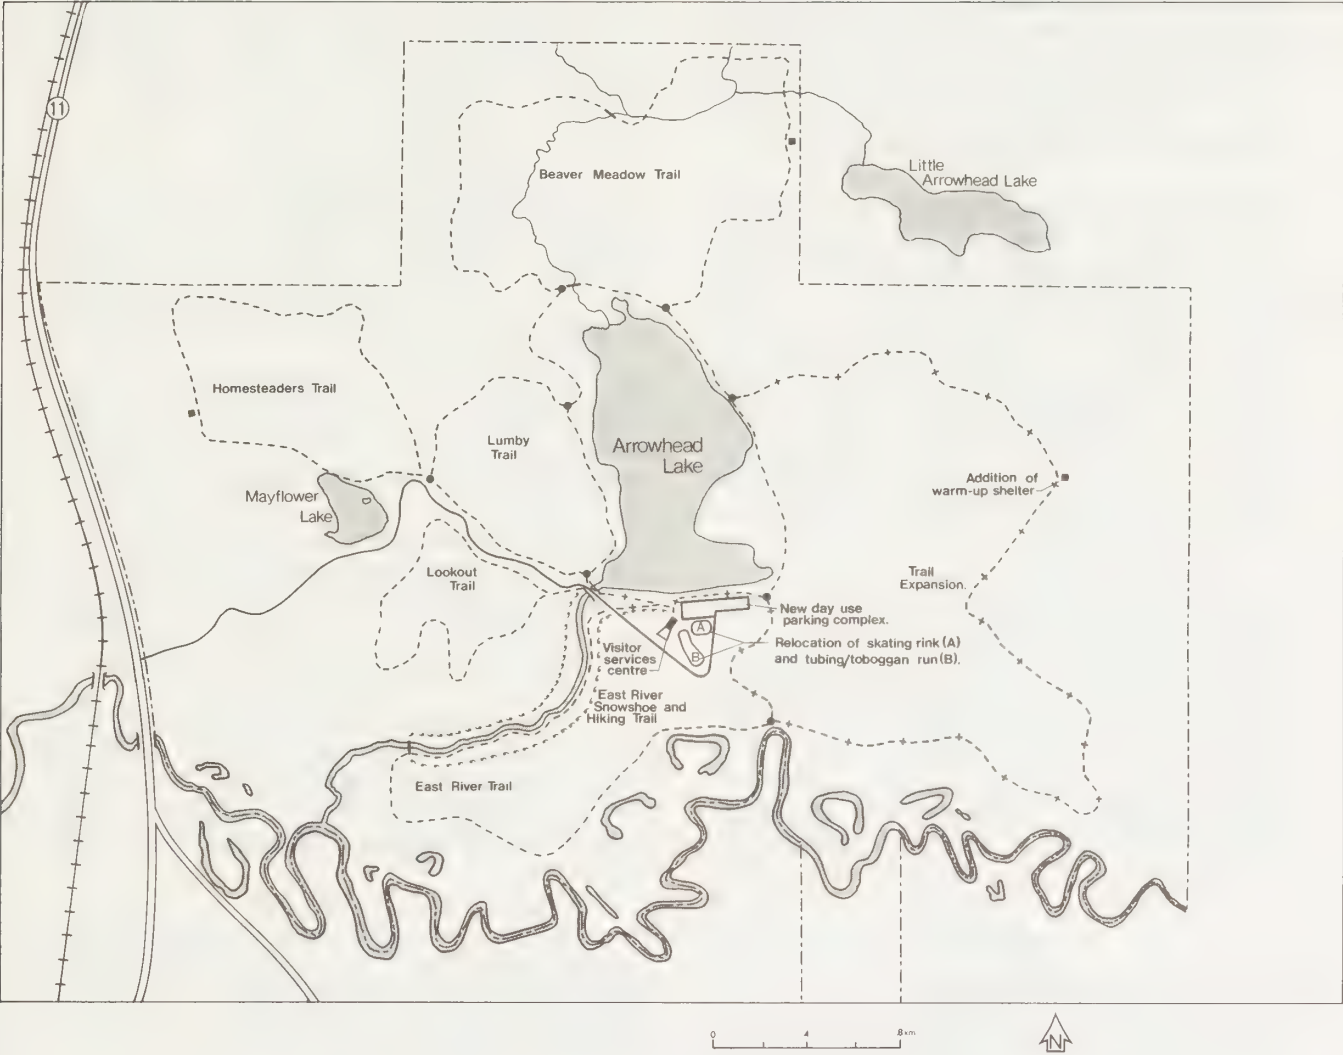 11
Beaver Meadow Trail
Little
Arrowhead Lake
Homesteaders Trail
Lumby
Trail
Arrowhead
Lake
Mayflower
Lake
Addition of
warm-up shelter
Lookout
Trail
Trail
Expansion.
New day use
parking complex.
A
Relocation of skating rink (A)
and tubing/toboggan run (B).
B
Visitor
services
centre
East River
Snowshoe and
Hiking Trail
East River Trail
0 .4 .8 km
N